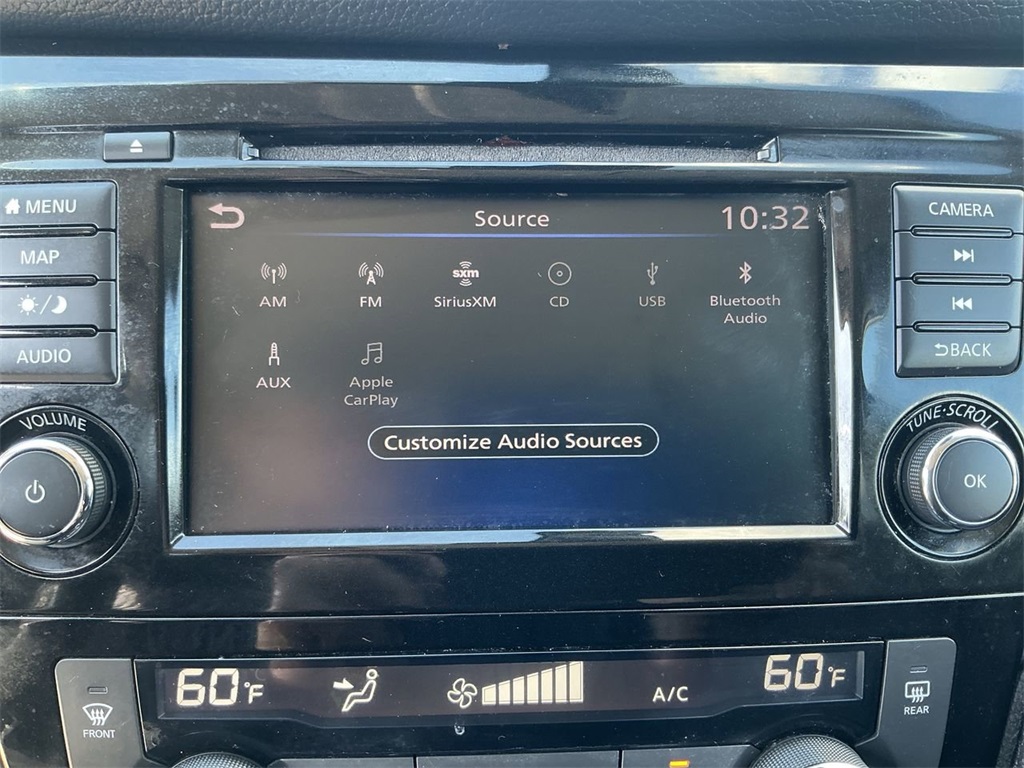 MENU
MAP
AUDIO
VOLUME
Source
10:32
AM
FM
sxm
SiriusXM
CD
USB
Bluetooth
Audio
AUX
Apple
CarPlay
Customize Audio Sources
CAMERA
BACK
TUNE·SCROLL
OK
FRONT
60°F
A/C
60°F
REAR